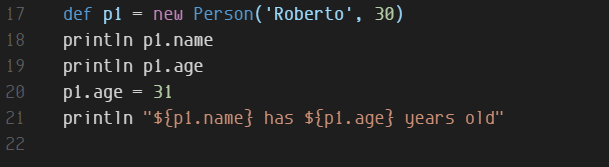 17 def p1 = new Person('Roberto', 30)
18 println p1.name
19 println p1.age
20 p1.age = 31
21 println "${p1.name} has ${p1.age} years old"
22